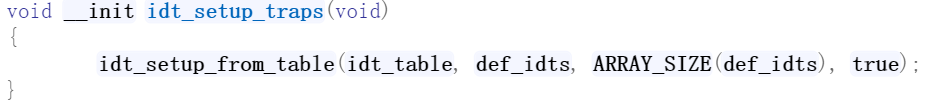 void __init idt_setup_traps(void)
{
        idt_setup_from_table(idt_table, def_idts, ARRAY_SIZE(def_idts), true);
}